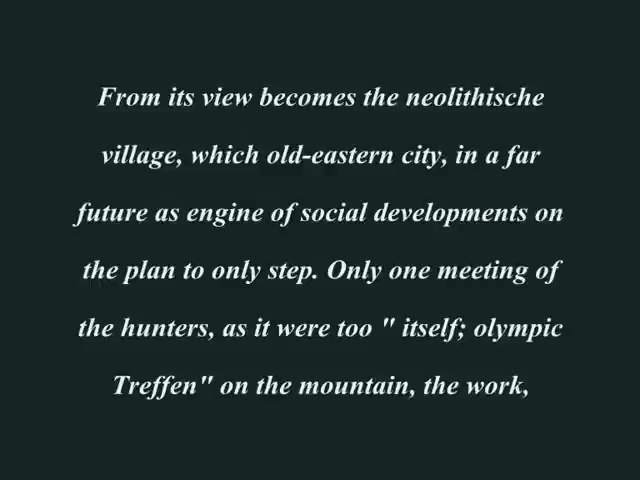 From its view becomes the neolithische
village, which old-eastern city, in a far
future as engine of social developments on
the plan to only step. Only one meeting of
the hunters, as it were too " itself; olympic
Treffen" on the mountain, the work,